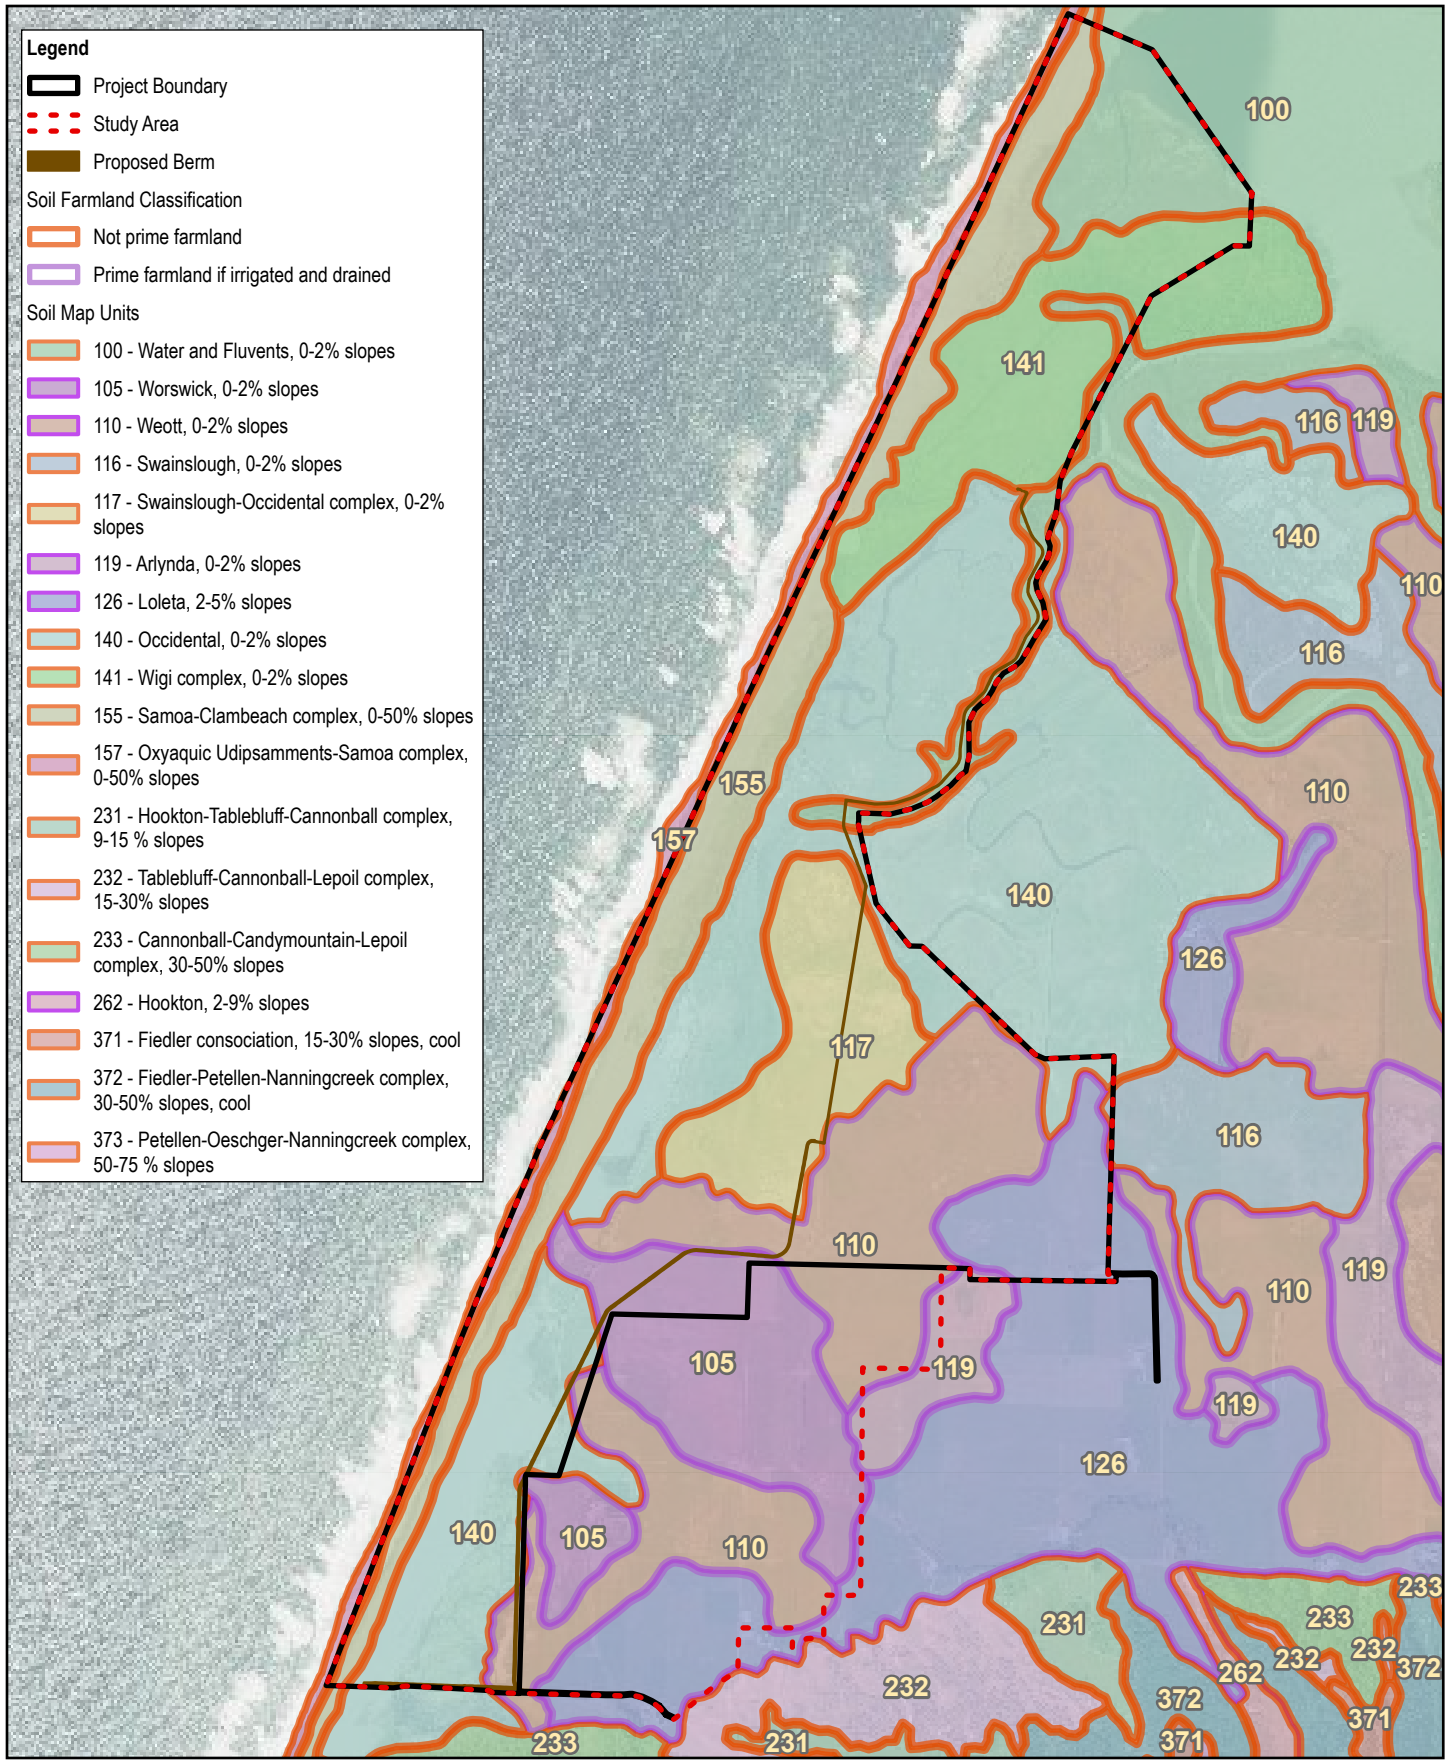 Legend
Project Boundary
Study Area
Proposed Berm
Soil Farmland Classification
Not prime farmland
Prime farmland if irrigated and drained
Soil Map Units
100 - Water and Fluvents, 0-2% slopes
105 - Worswick, 0-2% slopes
110 - Weott, 0-2% slopes
116 - Swainslough, 0-2% slopes
117 - Swainslough-Occidental complex, 0-2%
slopes
119 - Arlynda, 0-2% slopes
126 - Loleta, 2-5% slopes
140 - Occidental, 0-2% slopes
141 - Wigi complex, 0-2% slopes
155 - Samoa-Clambeach complex, 0-50% slopes
157 - Oxyaquic Udipsamments-Samoa complex,
0-50% slopes
231 - Hookton-Tablebluff-Cannonball complex,
9-15 % slopes
232 - Tablebluff-Cannonball-Lepoil complex,
15-30% slopes
233 - Cannonball-Candymountain-Lepoil
complex, 30-50% slopes
262 - Hookton, 2-9% slopes
371 - Fiedler consociation, 15-30% slopes, cool
372 - Fiedler-Petellen-Nanningcreek complex,
30-50% slopes, cool
373 - Petellen-Oeschger-Nanningcreek complex,
50-75 % slopes
100
141
116
119
140
110
116
155
110
157
140
126
117
116
110
119
110
105
119
119
126
140
105
110
233
231
233
232
232
262
372
232
372
371
233
231
371